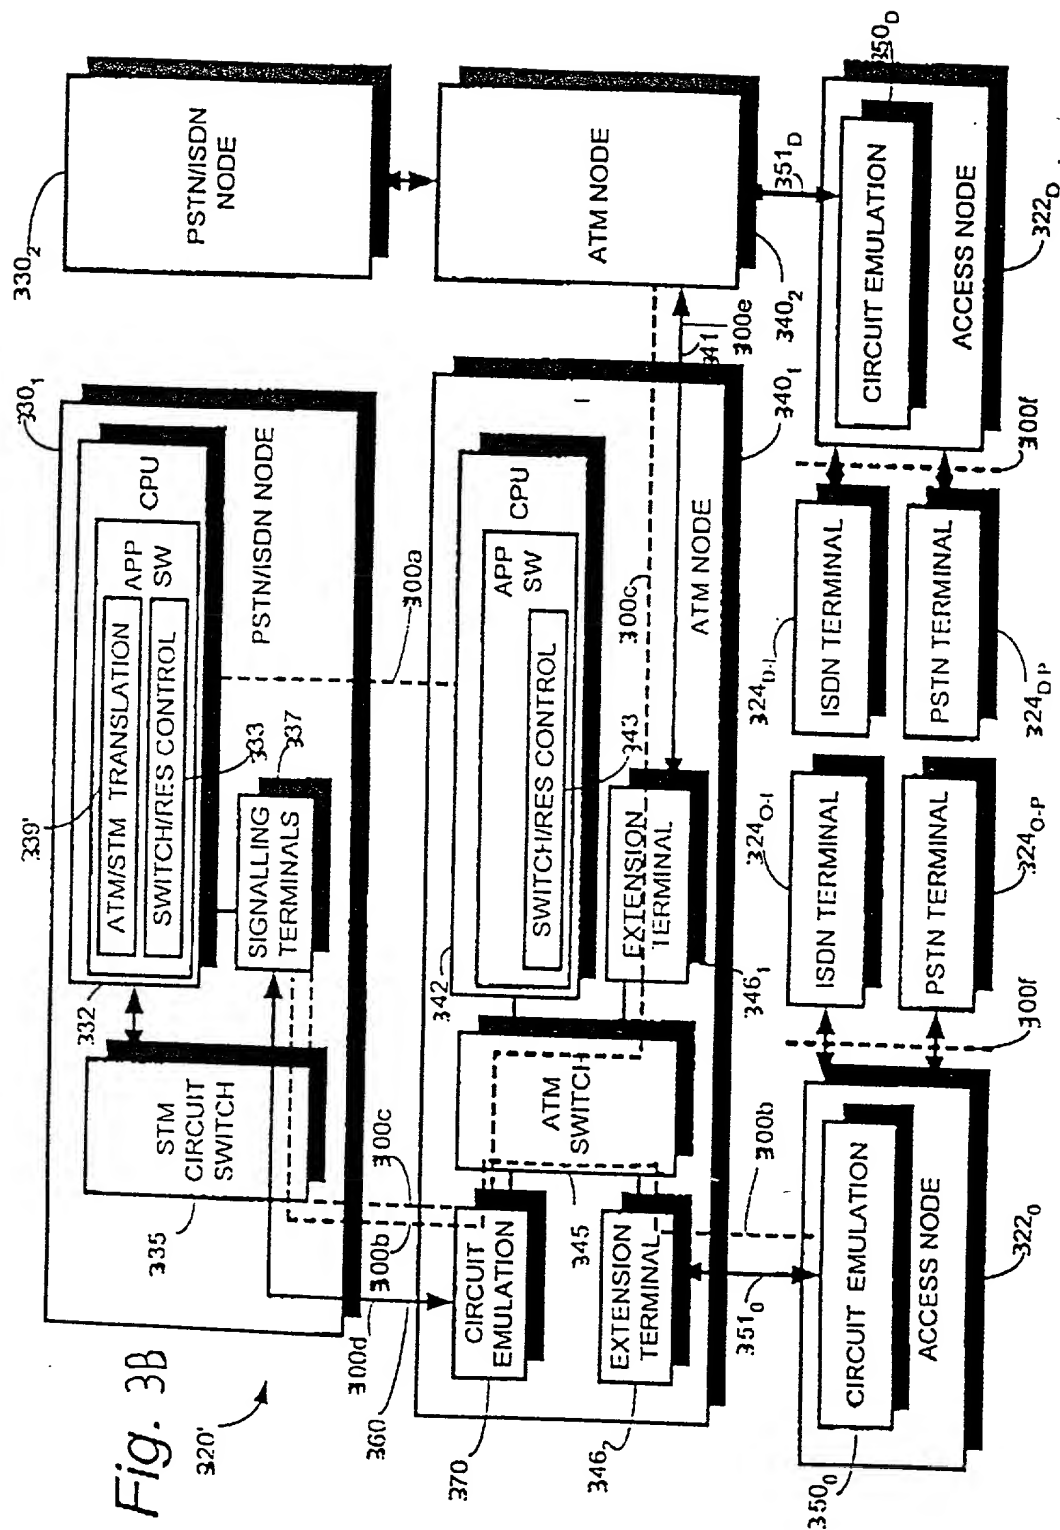 Fig. 3B
320'
330₁
339'
ATM/STM TRANSLATION
SWITCH/RES CONTROL
APP
SW
CPU
332
333
PSTN/ISDN NODE
SIGNALLING
TERMINALS
337
STM
CIRCUIT
SWITCH
335
330₂
PSTN/ISDN
NODE
300a
300c
300b
300d
360
370
CIRCUIT
EMULATION
342
APP
SW
CPU
SWITCH/RES CONTROL
343
300c
ATM NODE
340₁
ATM
SWITCH
345
EXTENSION
TERMINAL
346₁
EXTENSION
TERMINAL
346₂
341
300e
ATM NODE
340₂
351_D
351₀
300b
350₀
CIRCUIT EMULATION
ACCESS NODE
322₀
300f
324_O-I
ISDN TERMINAL
PSTN TERMINAL
324_O-P
324_D-I
ISDN TERMINAL
PSTN TERMINAL
324_D-P
300f
350_D
CIRCUIT EMULATION
ACCESS NODE
322_D